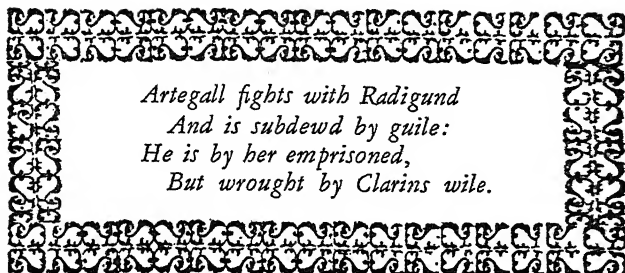 Artegall fights with Radigund
And is subdewd by guile:
He is by her emprisoned,
But wrought by Clarins wile.